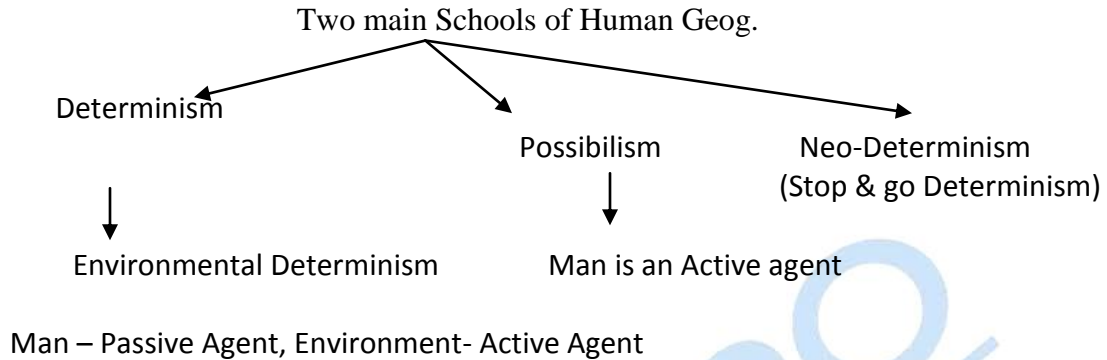 Two main Schools of Human Geog.
Determinism
Possibilism Neo-Determinism
(Stop & go Determinism)
Environmental Determinism Man is an Active agent
Man – Passive Agent, Environment- Active Agent